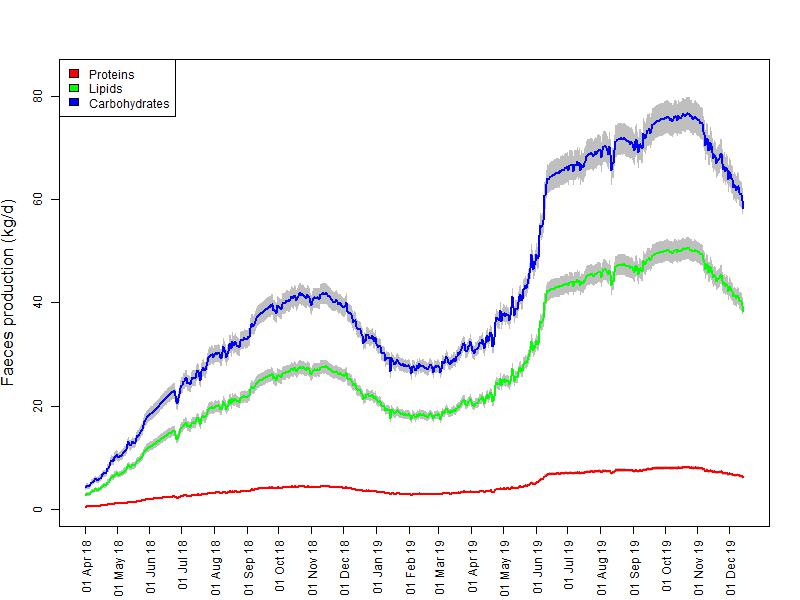 Proteins
Lipids
Carbohydrates
Faeces production (kg/d)
80
60
40
20
0
01 Apr 18
01 May 18
01 Jun 18
01 Jul 18
01 Aug 18
01 Sep 18
01 Oct 18
01 Nov 18
01 Dec 18
01 Jan 19
01 Feb 19
01 Mar 19
01 Apr 19
01 May 19
01 Jun 19
01 Jul 19
01 Aug 19
01 Sep 19
01 Oct 19
01 Nov 19
01 Dec 19